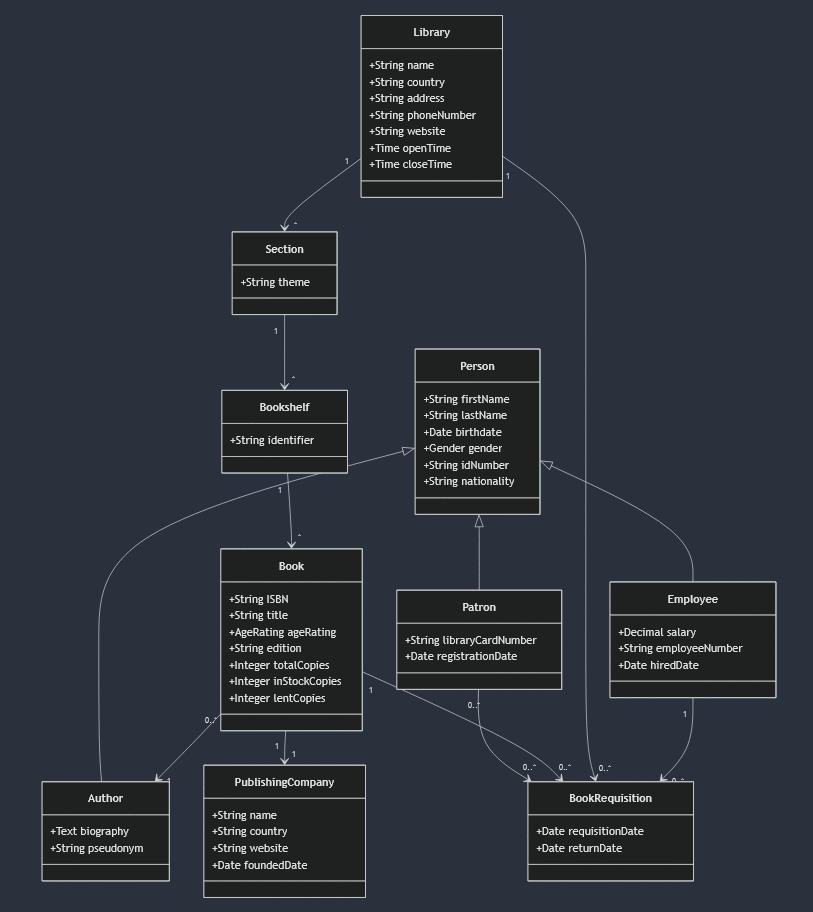 Library
+String name
+String country
+String address
+String phoneNumber
+String website
+Time openTime
+Time closeTime
1
1
*
Section
+String theme
1
*
Bookshelf
+String identifier
1
*
Person
+String firstName
+String lastName
+Date birthdate
+Gender gender
+String idNumber
+String nationality
Book
+String ISBN
+String title
+AgeRating ageRating
+String edition
+Integer totalCopies
+Integer inStockCopies
+Integer lentCopies
Patron
+String libraryCardNumber
+Date registrationDate
Employee
+Decimal salary
+String employeeNumber
+Date hiredDate
1
0..*
1
0..*
1
1
0..*
0..*
0..*
0..*
1
Author
+Text biography
+String pseudonym
PublishingCompany
+String name
+String country
+String website
+Date foundedDate
BookRequisition
+Date requisitionDate
+Date returnDate